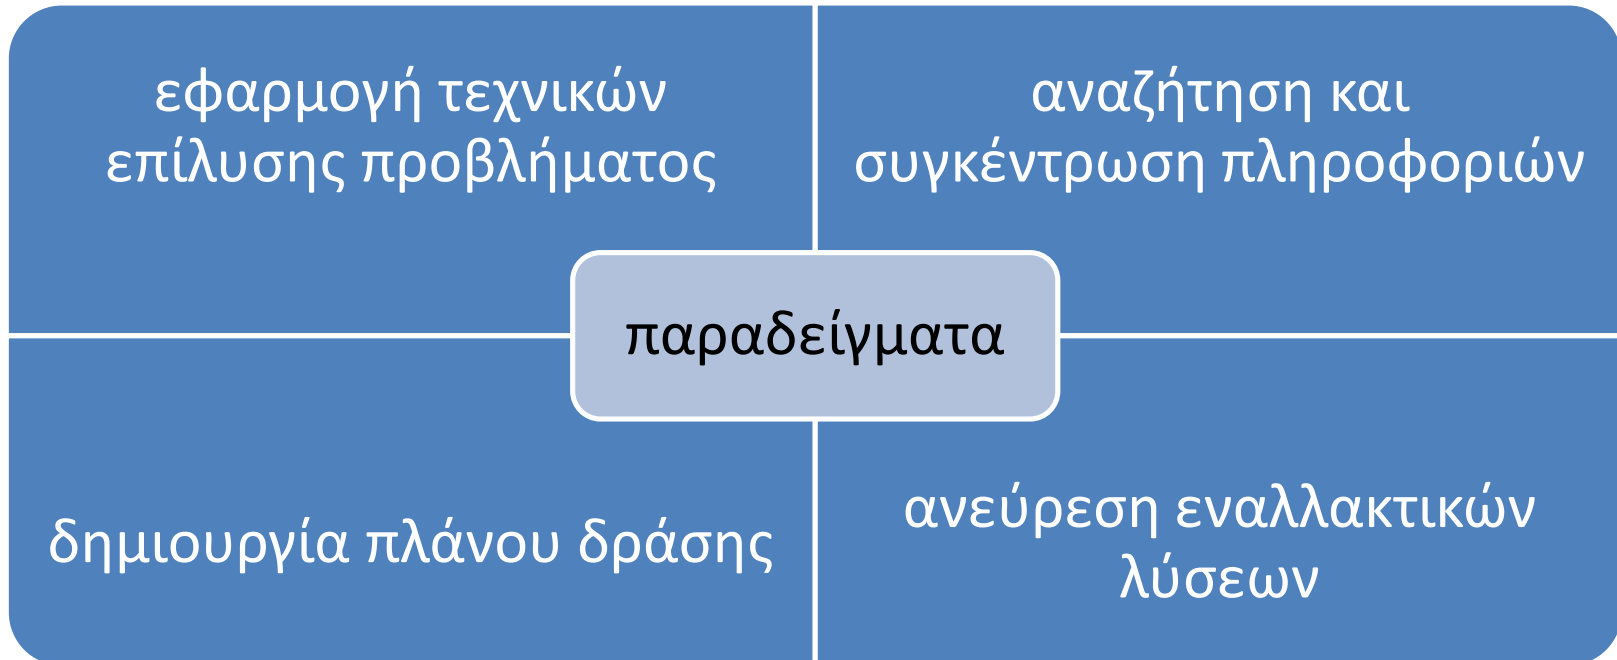 εφαρμογή τεχνικών
επίλυσης προβλήματος
αναζήτηση και
συγκέντρωση πληροφοριών
παραδείγματα
δημιουργία πλάνου δράσης
ανεύρεση εναλλακτικών
λύσεων